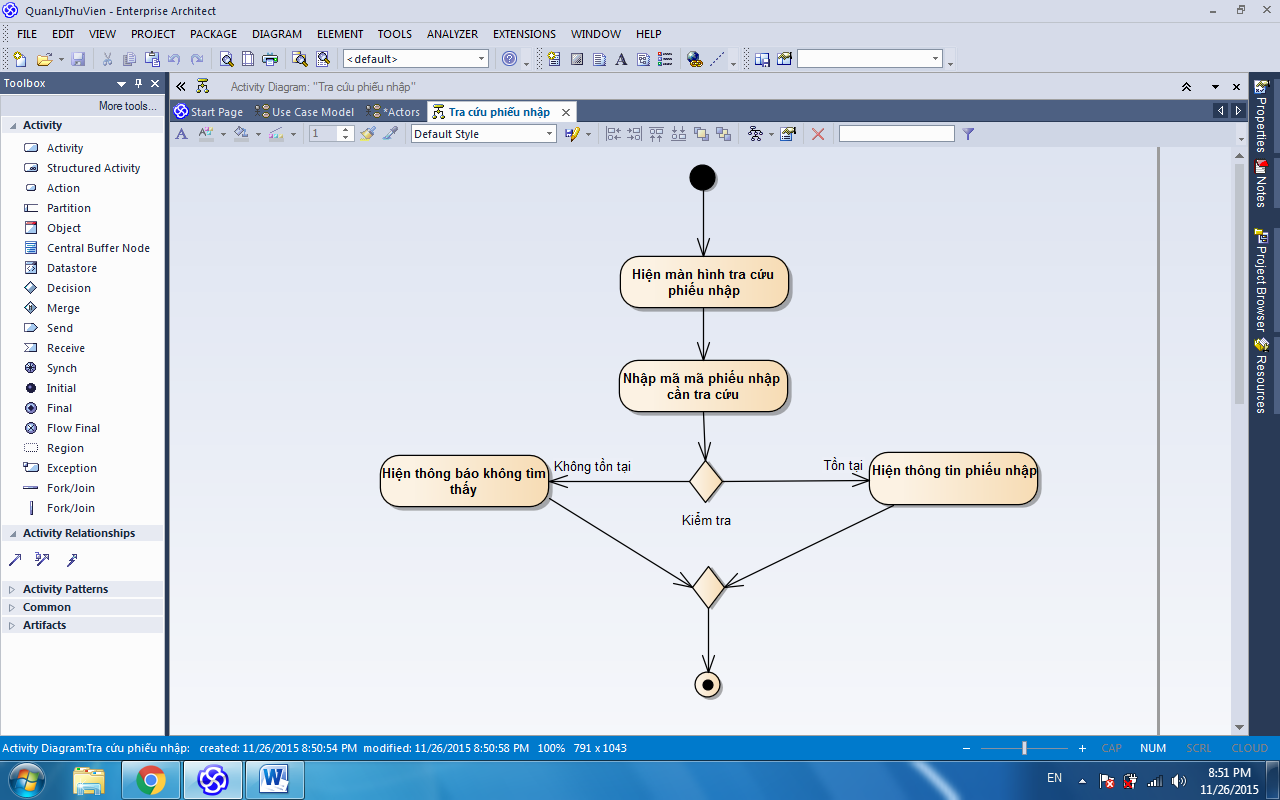 QuanLyThuVien - Enterprise Architect
FILE EDIT VIEW PROJECT PACKAGE DIAGRAM ELEMENT TOOLS ANALYZER EXTENSIONS WINDOW HELP
<default>
Toolbox
Activity Diagram: "Tra cứu phiếu nhập"
More tools...
Start Page Use Case Model *Actors Tra cứu phiếu nhập
1 Default Style
Activity
Activity
Structured Activity
Action
Partition
Object
Central Buffer Node
Datastore
Decision
Merge
Send
Receive
Synch
Initial
Final
Flow Final
Region
Exception
Fork/Join
Fork/Join
Activity Relationships
Activity Patterns
Common
Artifacts
Hiện màn hình tra cứu
phiếu nhập
Nhập mã mã phiếu nhập
cần tra cứu
Không tồn tại
Tồn tại
Hiện thông báo không tìm
thấy
Hiện thông tin phiếu nhập
Kiểm tra
Properties
Notes
Project Browser
Resources
Activity Diagram:Tra cứu phiếu nhập: created: 11/26/2015 8:50:54 PM modified: 11/26/2015 8:50:58 PM 100% 791 x 1043
CAP NUM SCRL CLOUD
EN
8:51 PM
11/26/2015